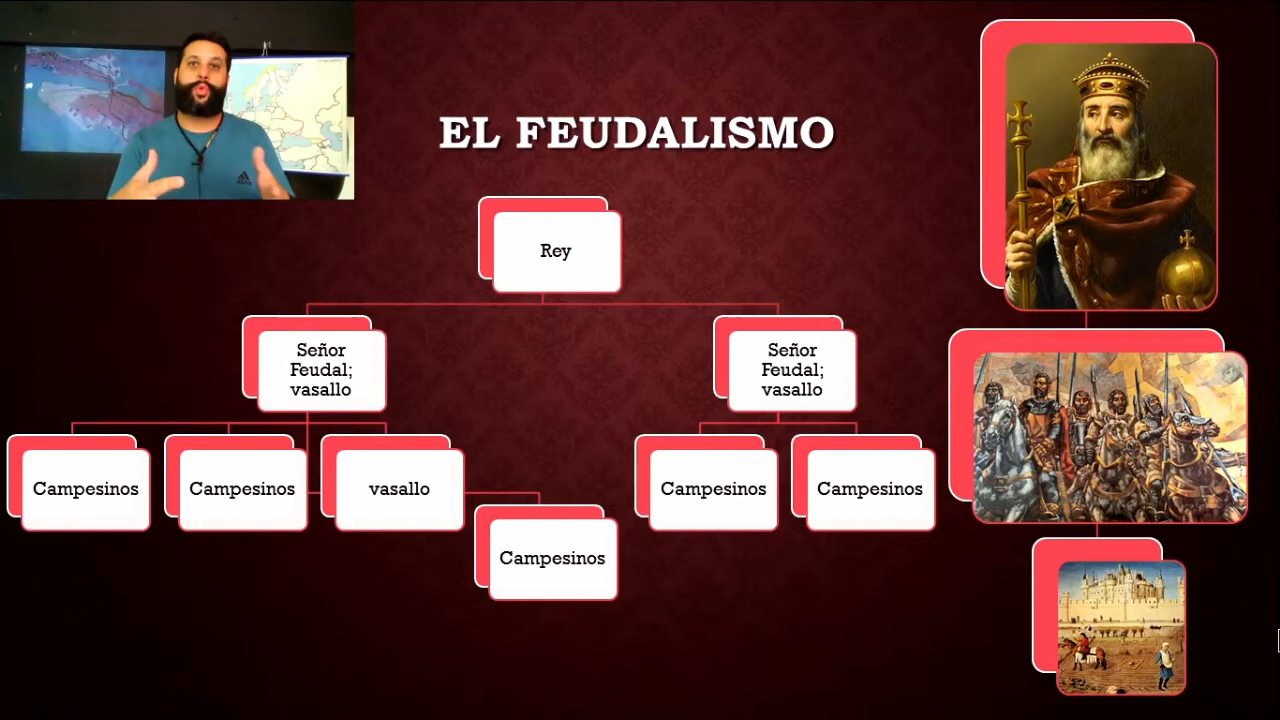 EL FEUDALISMO
Rey
Señor
Feudal;
vasallo
Señor
Feudal;
vasallo
Campesinos
Campesinos
vasallo
Campesinos
Campesinos
Campesinos